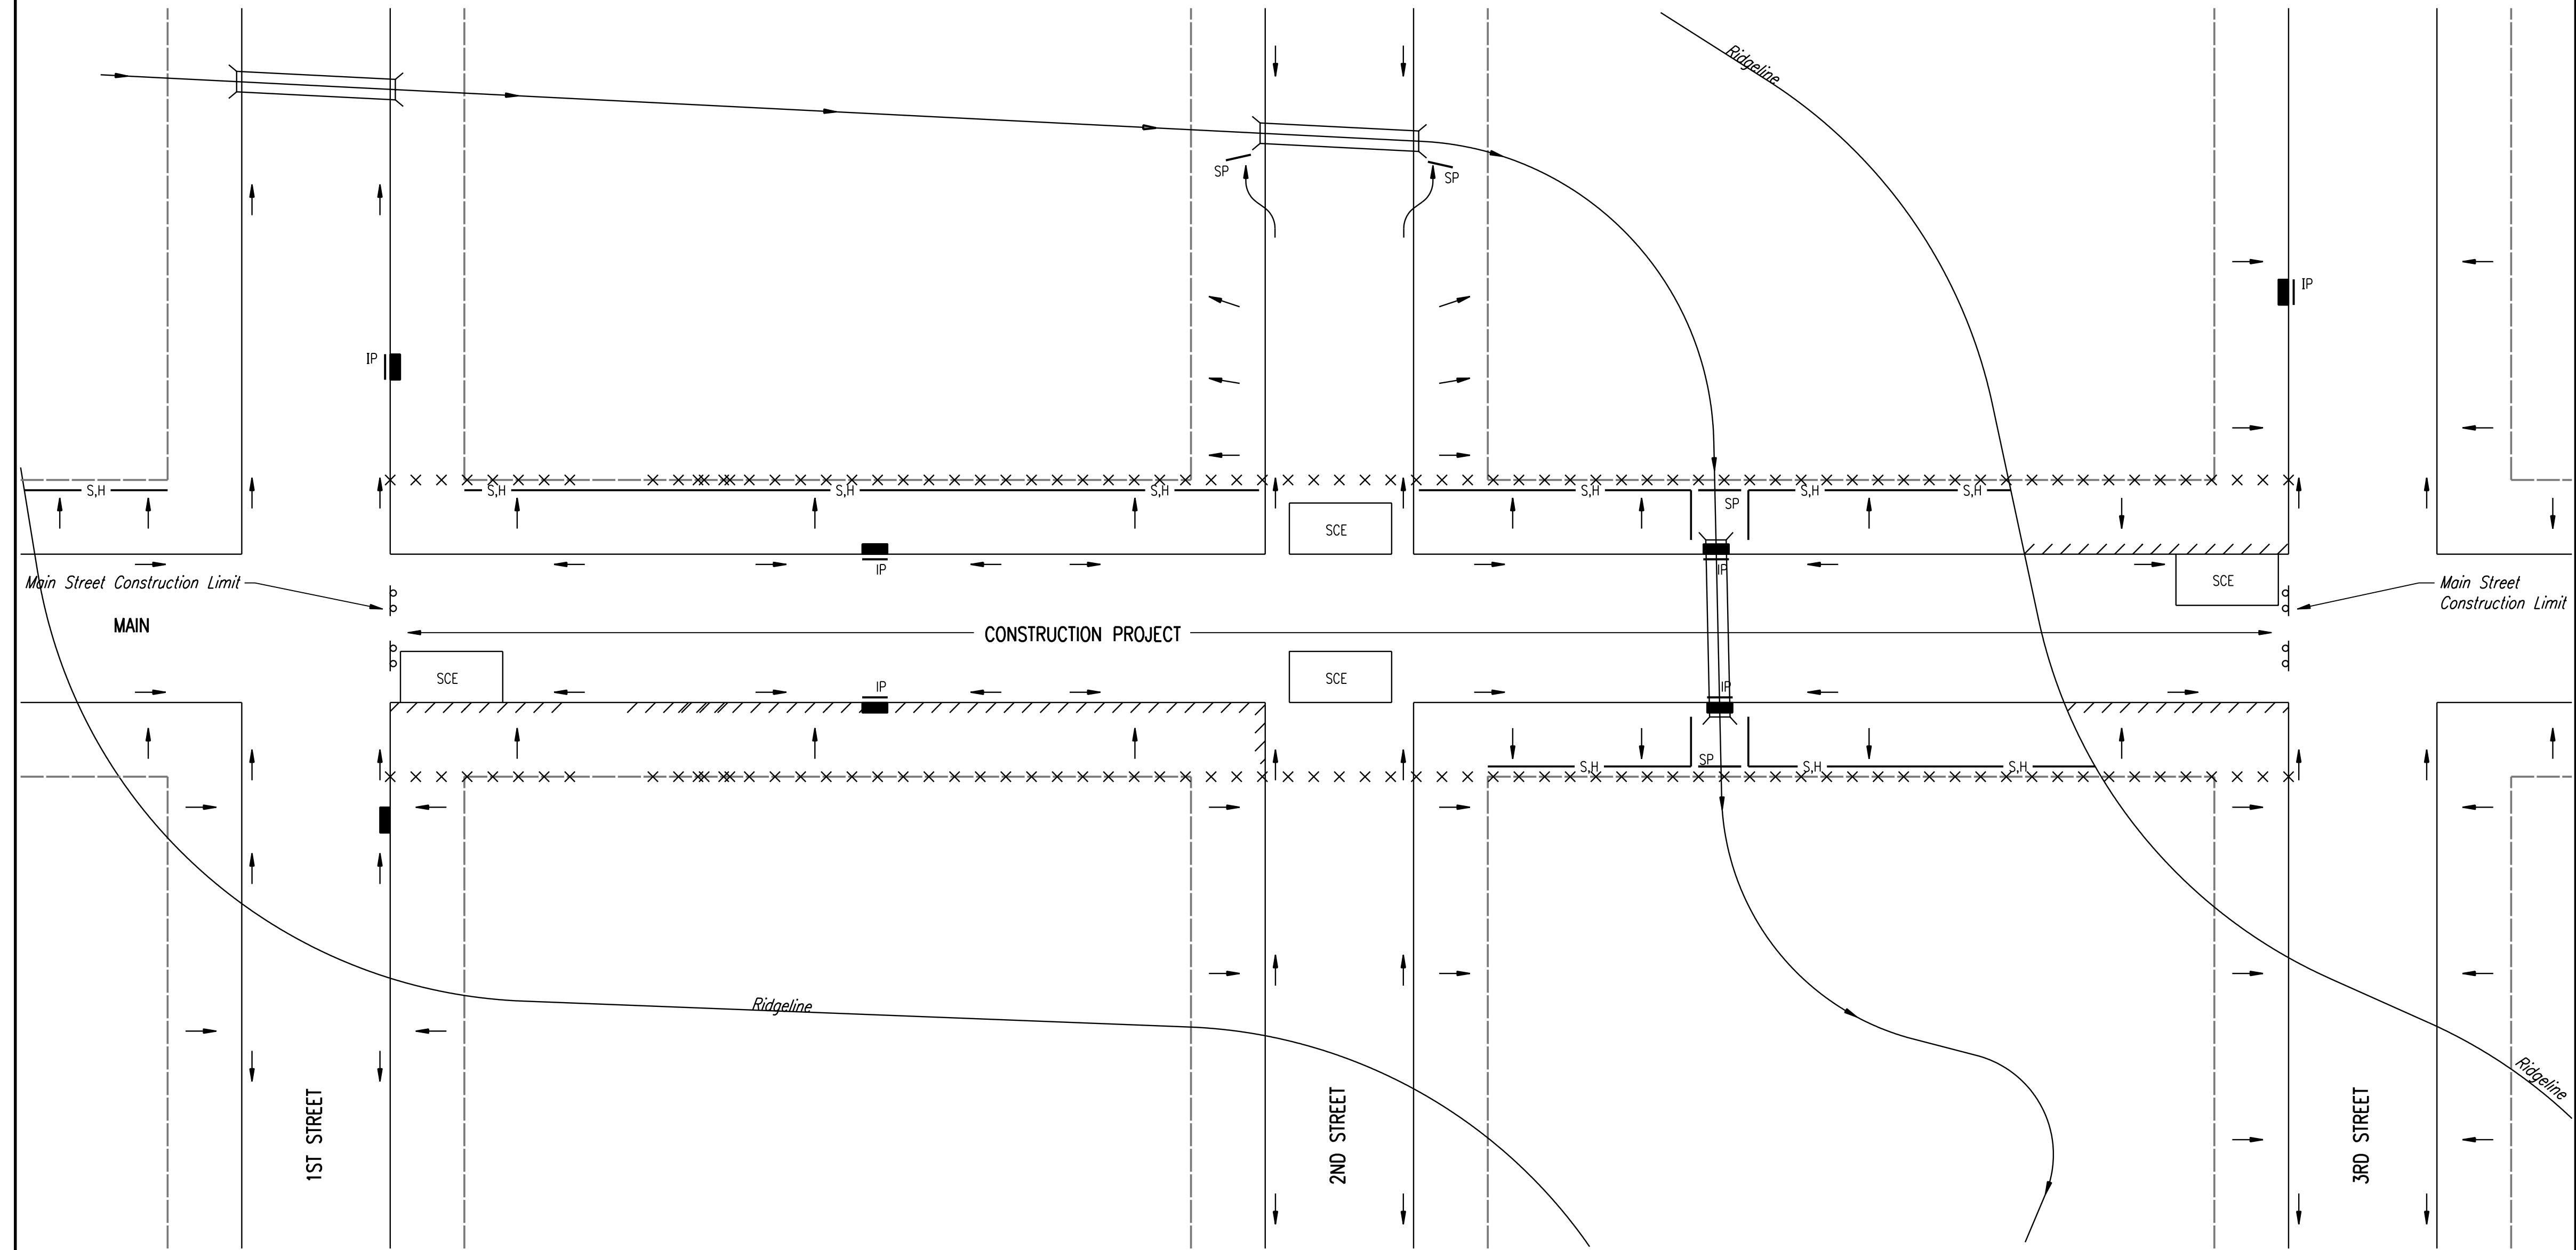 Ridgeline
SP
SP
IP
IP
S,H
S,H
S,H
S,H
S,H
SP
S,H
S,H
SCE
IP
IP
Main Street Construction Limit
SCE
Main Street
Construction Limit
MAIN
CONSTRUCTION PROJECT
SCE
SCE
IP
IP
S,H
SP
S,H
S,H
Ridgeline
Ridgeline
1ST STREET
2ND STREET
3RD STREET